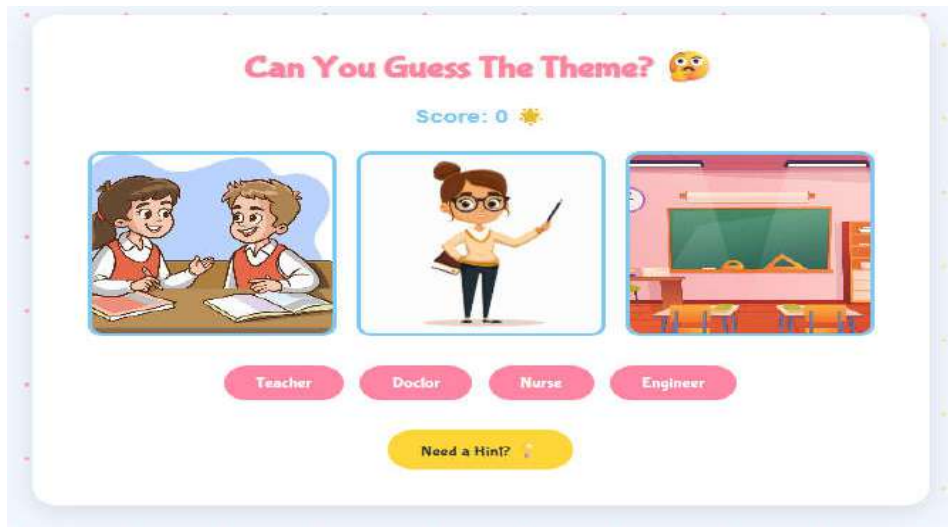 Can You Guess The Theme? 🤔
Score: 0 🌟
Teacher Doctor Nurse Engineer
Need a Hint? 💡